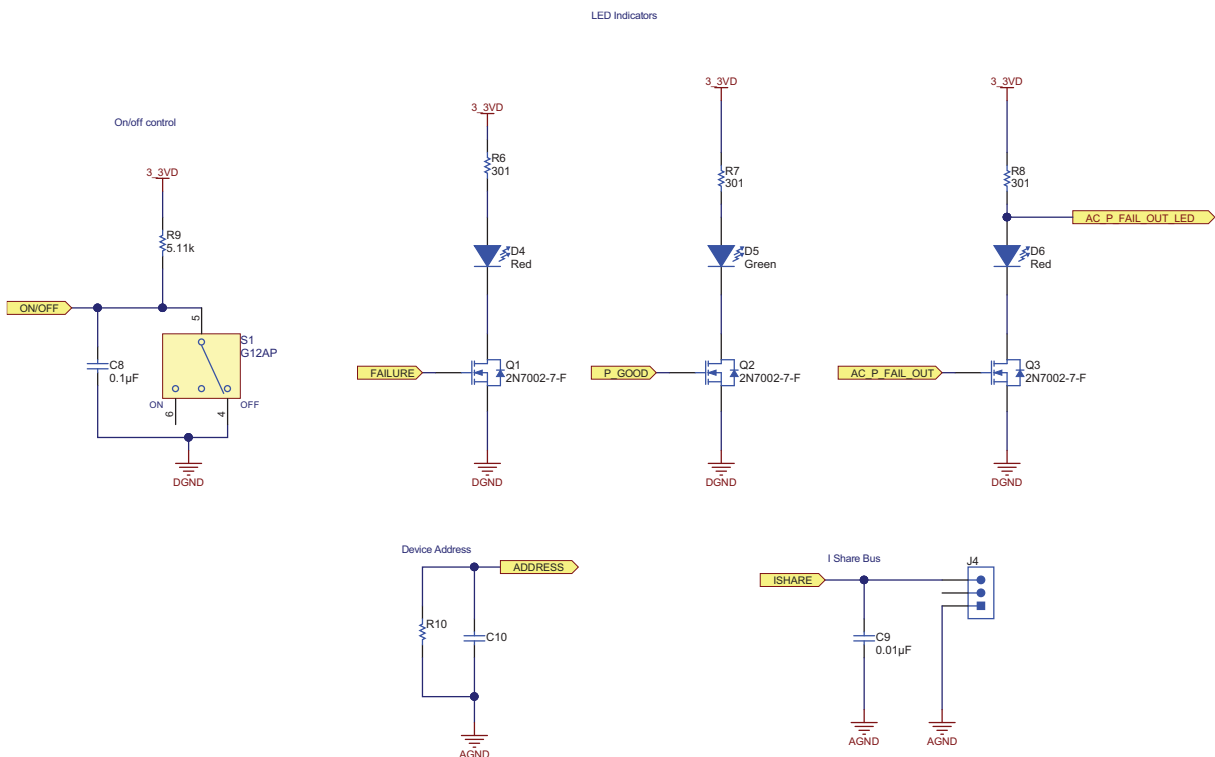 LED Indicators
On/off control
3_3VD
R9
5.11k
ON/OFF
C8
0.1µF
5
S1
G12AP
ON
OFF
6
4
DGND
3_3VD
R6
301
D4
Red
FAILURE
Q1
2N7002-7-F
DGND
3_3VD
R7
301
D5
Green
P_GOOD
Q2
2N7002-7-F
DGND
3_3VD
R8
301
AC_P_FAIL_OUT_LED
D6
Red
AC_P_FAIL_OUT
Q3
2N7002-7-F
DGND
Device Address
ADDRESS
R10
C10
AGND
I Share Bus
ISHARE
J4
C9
0.01µF
AGND
AGND